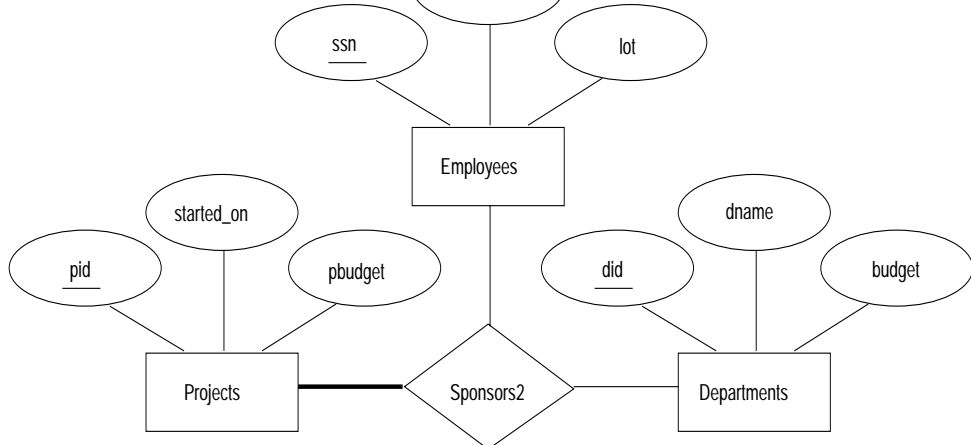 ssn
lot
Employees
started_on
dname
pid
pbudget
did
budget
Projects
Sponsors2
Departments